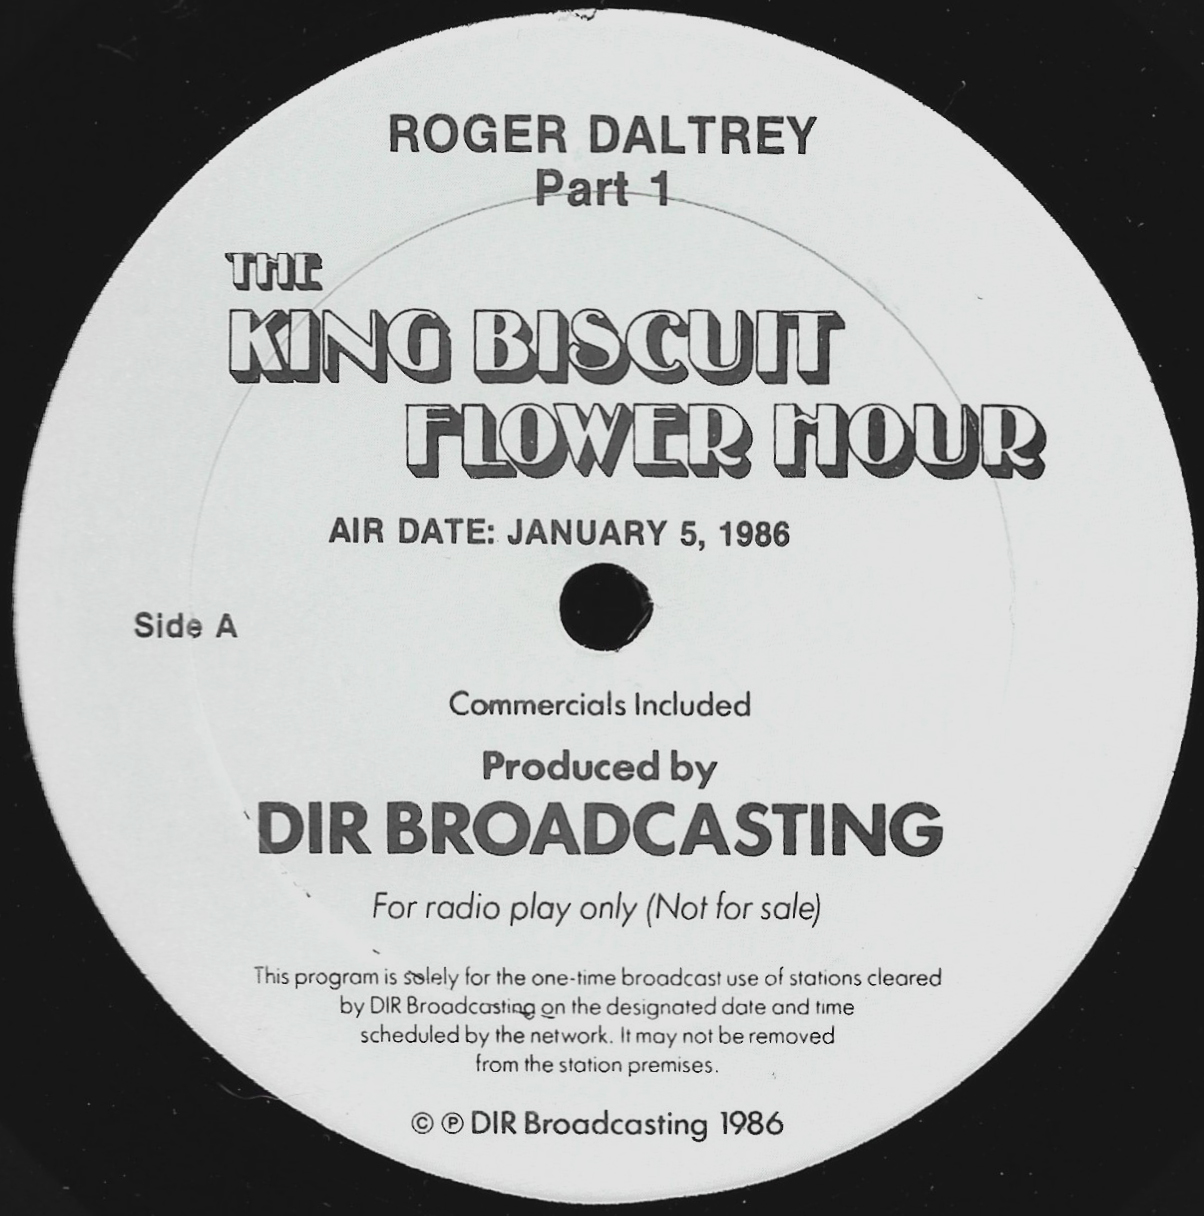 ROGER DALTREY
Part 1
THE
KING BISCUIT
FLOWER HOUR
AIR DATE: JANUARY 5, 1986
Side A
Commercials Included
Produced by
DIR BROADCASTING
For radio play only (Not for sale)
This program is solely for the one-time broadcast use of stations cleared
by DIR Broadcasting on the designated date and time
scheduled by the network. It may not be removed
from the station premises.
© ℗ DIR Broadcasting 1986